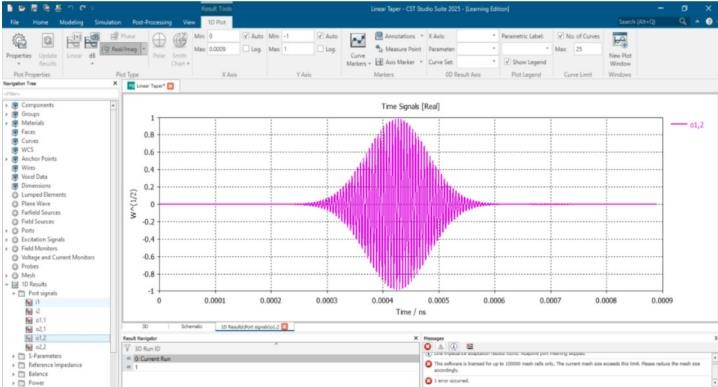 Result Tools
Linear Taper - CST Studio Suite 2025 - [Learning Edition]
File Home Modeling Simulation Post-Processing View 1D Plot
Search (Alt+Q)
Properties
Update Results
Linear
dB
Phase
Real/Imag
Polar
Smith Chart
Min 0 Auto
Max 0.0009 Log.
Min -1 Auto
Max 1 Log.
Curve Markers
Annotations
Measure Point
Axis Marker
X Axis:
Parameter:
Curve Set:
Parametric Label:
Show Legend
No. of Curves
Max 25
New Plot Window
Plot Properties Plot Type X Axis Y Axis Markers 0D Result Axis Plot Legend Curve Limit Windows
Navigation Tree
Linear Taper*
Components
Groups
Materials
Faces
Curves
WCS
Anchor Points
Wires
Voxel Data
Dimensions
Lumped Elements
Plane Wave
Farfield Sources
Field Sources
Ports
Excitation Signals
Field Monitors
Voltage and Current Monitors
Probes
Mesh
1D Results
Port signals
i1
i2
o1,1
o2,1
o1,2
o2,2
S-Parameters
Reference Impedance
Balance
Power
Time Signals [Real]
o1,2
W^{1/2}
1
0.8
0.6
0.4
0.2
0
-0.2
-0.4
-0.6
-0.8
-1
0 0.0001 0.0002 0.0003 0.0004 0.0005 0.0006 0.0007 0.0008 0.0009
Time / ns
3D Schematic 1D Results\Port signals\o1,2
Result Navigator
3D Run ID
0: Current Run
1
Messages
This software is licensed for up to 100000 mesh cells only. The current mesh size exceeds this limit. Please reduce the mesh size
accordingly.
1 error occurred.